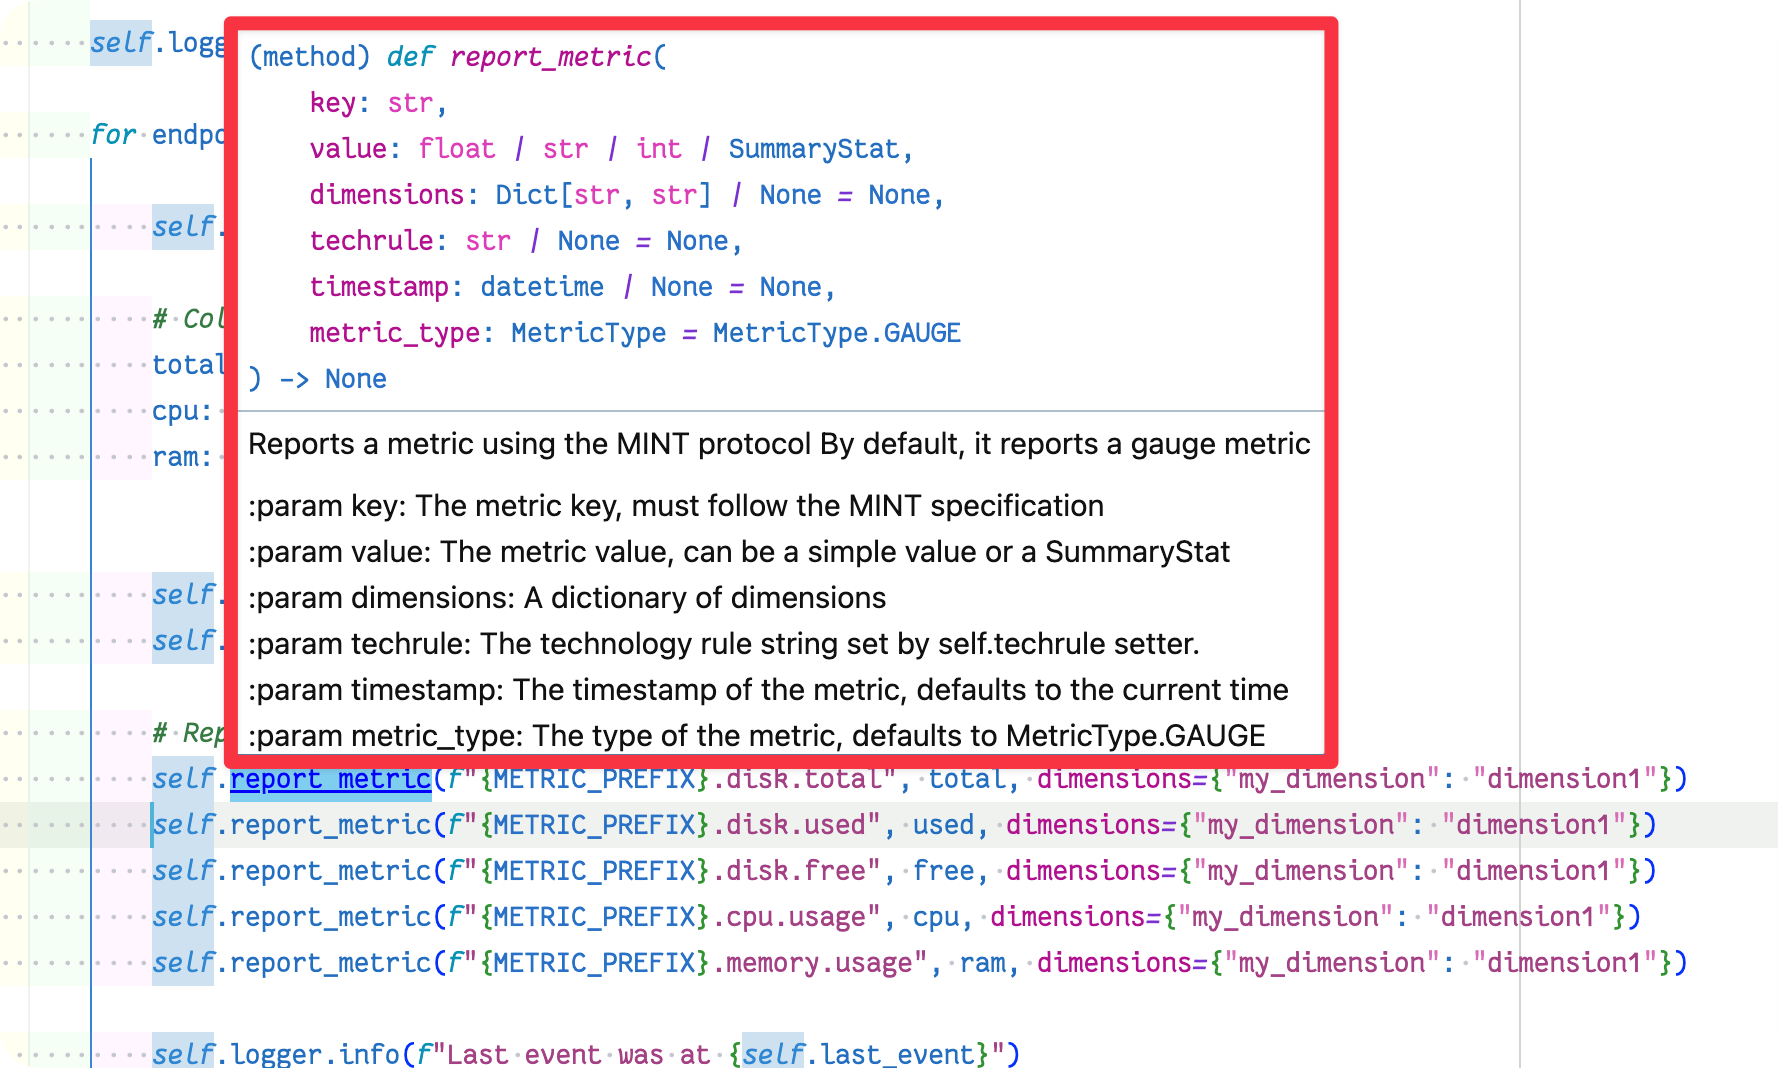 self.logg
(method) def report_metric(
key: str,
for endpo
value: float / str / int / SummaryStat,
dimensions: Dict[str, str] / None = None,
self.
techrule: str / None = None,
timestamp: datetime / None = None,
# Col
metric_type: MetricType = MetricType.GAUGE
total
) -> None
cpu:
Reports a metric using the MINT protocol By default, it reports a gauge metric
ram:
:param key: The metric key, must follow the MINT specification
:param value: The metric value, can be a simple value or a SummaryStat
self.
:param dimensions: A dictionary of dimensions
self.
:param techrule: The technology rule string set by self.techrule setter.
:param timestamp: The timestamp of the metric, defaults to the current time
# Rep
:param metric_type: The type of the metric, defaults to MetricType.GAUGE
self.report_metric(f"{METRIC_PREFIX}.disk.total", total, dimensions={"my_dimension": "dimension1"})
self.report_metric(f"{METRIC_PREFIX}.disk.used", used, dimensions={"my_dimension": "dimension1"})
self.report_metric(f"{METRIC_PREFIX}.disk.free", free, dimensions={"my_dimension": "dimension1"})
self.report_metric(f"{METRIC_PREFIX}.cpu.usage", cpu, dimensions={"my_dimension": "dimension1"})
self.report_metric(f"{METRIC_PREFIX}.memory.usage", ram, dimensions={"my_dimension": "dimension1"})
self.logger.info(f"Last event was at {self.last_event}")